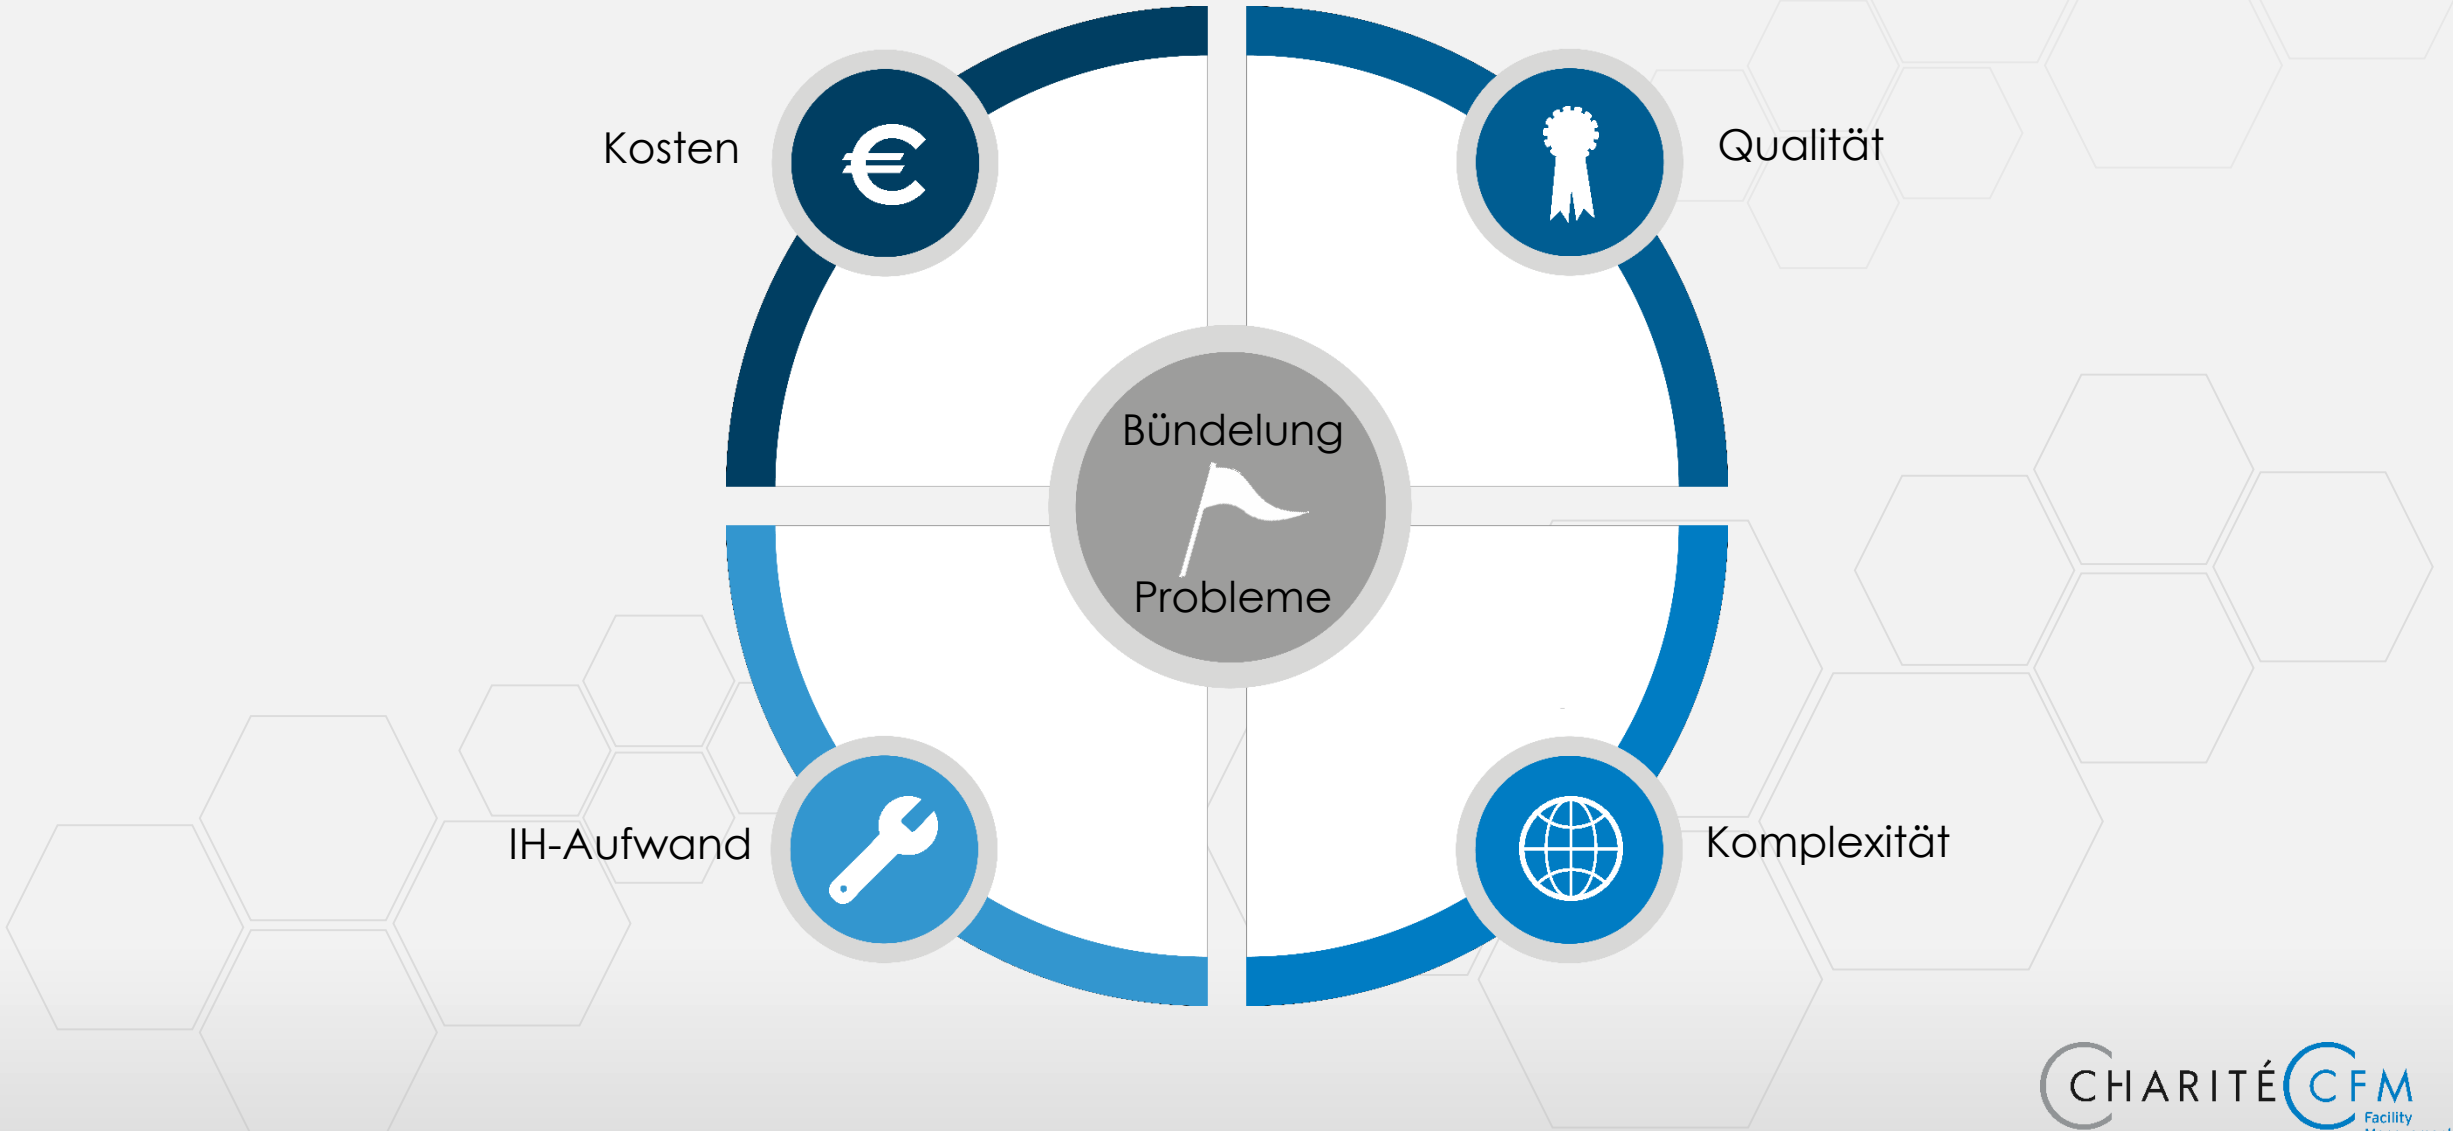 Kosten
Qualität
Bündelung
Probleme
IH-Aufwand
Komplexität
CHARITÉ CFM
Facility